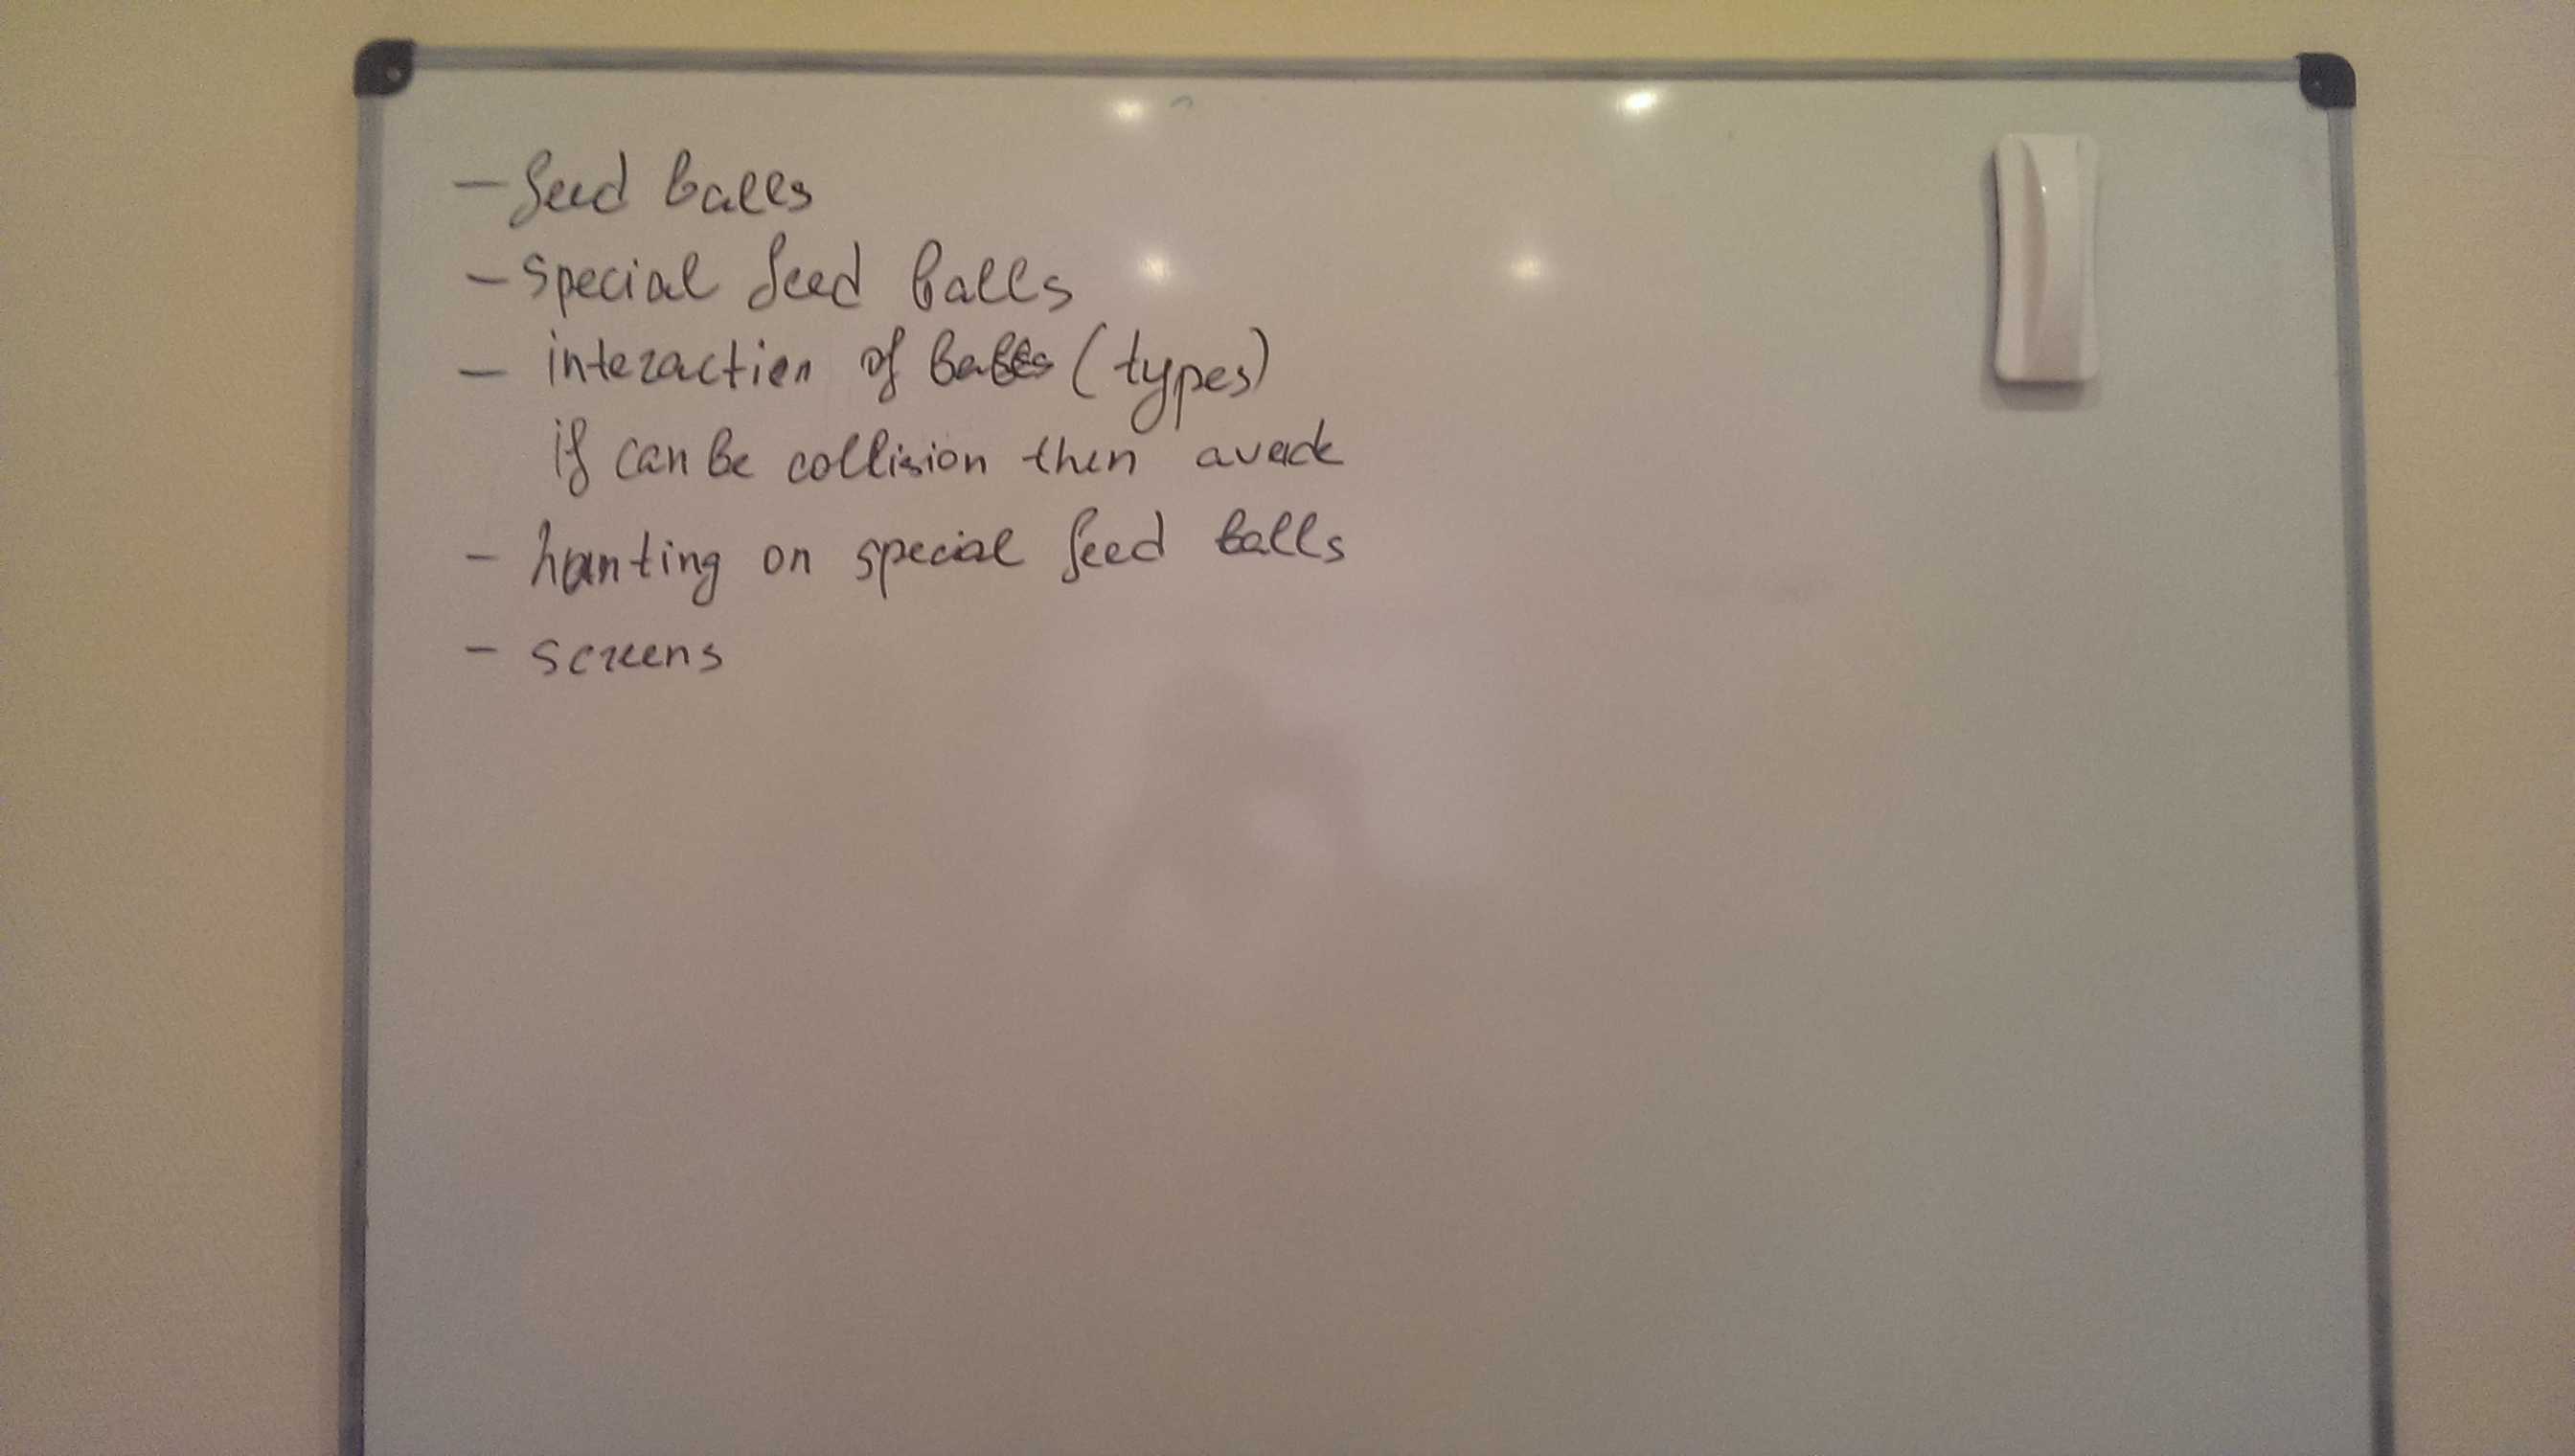 - feed balls
- special feed balls
- interaction of balls (types)
if can be collision then
- hunting on special feed balls
- screens